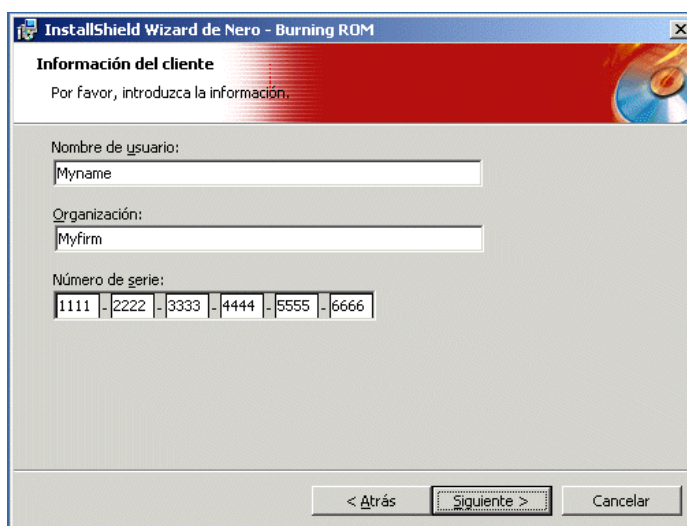 InstallShield Wizard de Nero - Burning ROM
Información del cliente
Por favor, introduzca la información.
Nombre de usuario:
Myname
Organización:
Myfirm
Número de serie:
1111 - 2222 - 3333 - 4444 - 5555 - 6666
< Atrás Siguiente > Cancelar